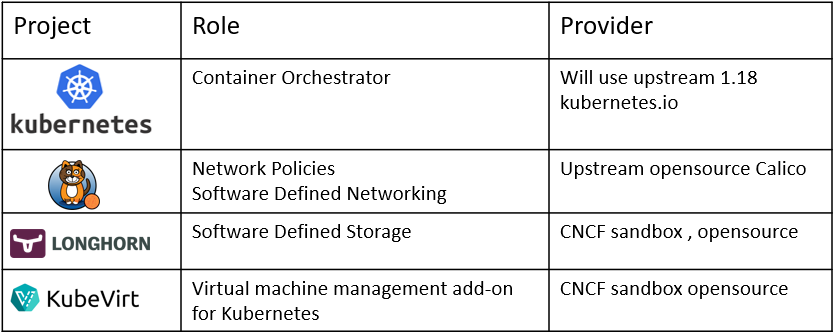 Project Role Provider
kubernetes
Container Orchestrator
Will use upstream 1.18
kubernetes.io
Network Policies
Software Defined Networking
Upstream opensource Calico
LONGHORN
Software Defined Storage
CNCF sandbox , opensource
KubeVirt
Virtual machine management add-on
for Kubernetes
CNCF sandbox opensource